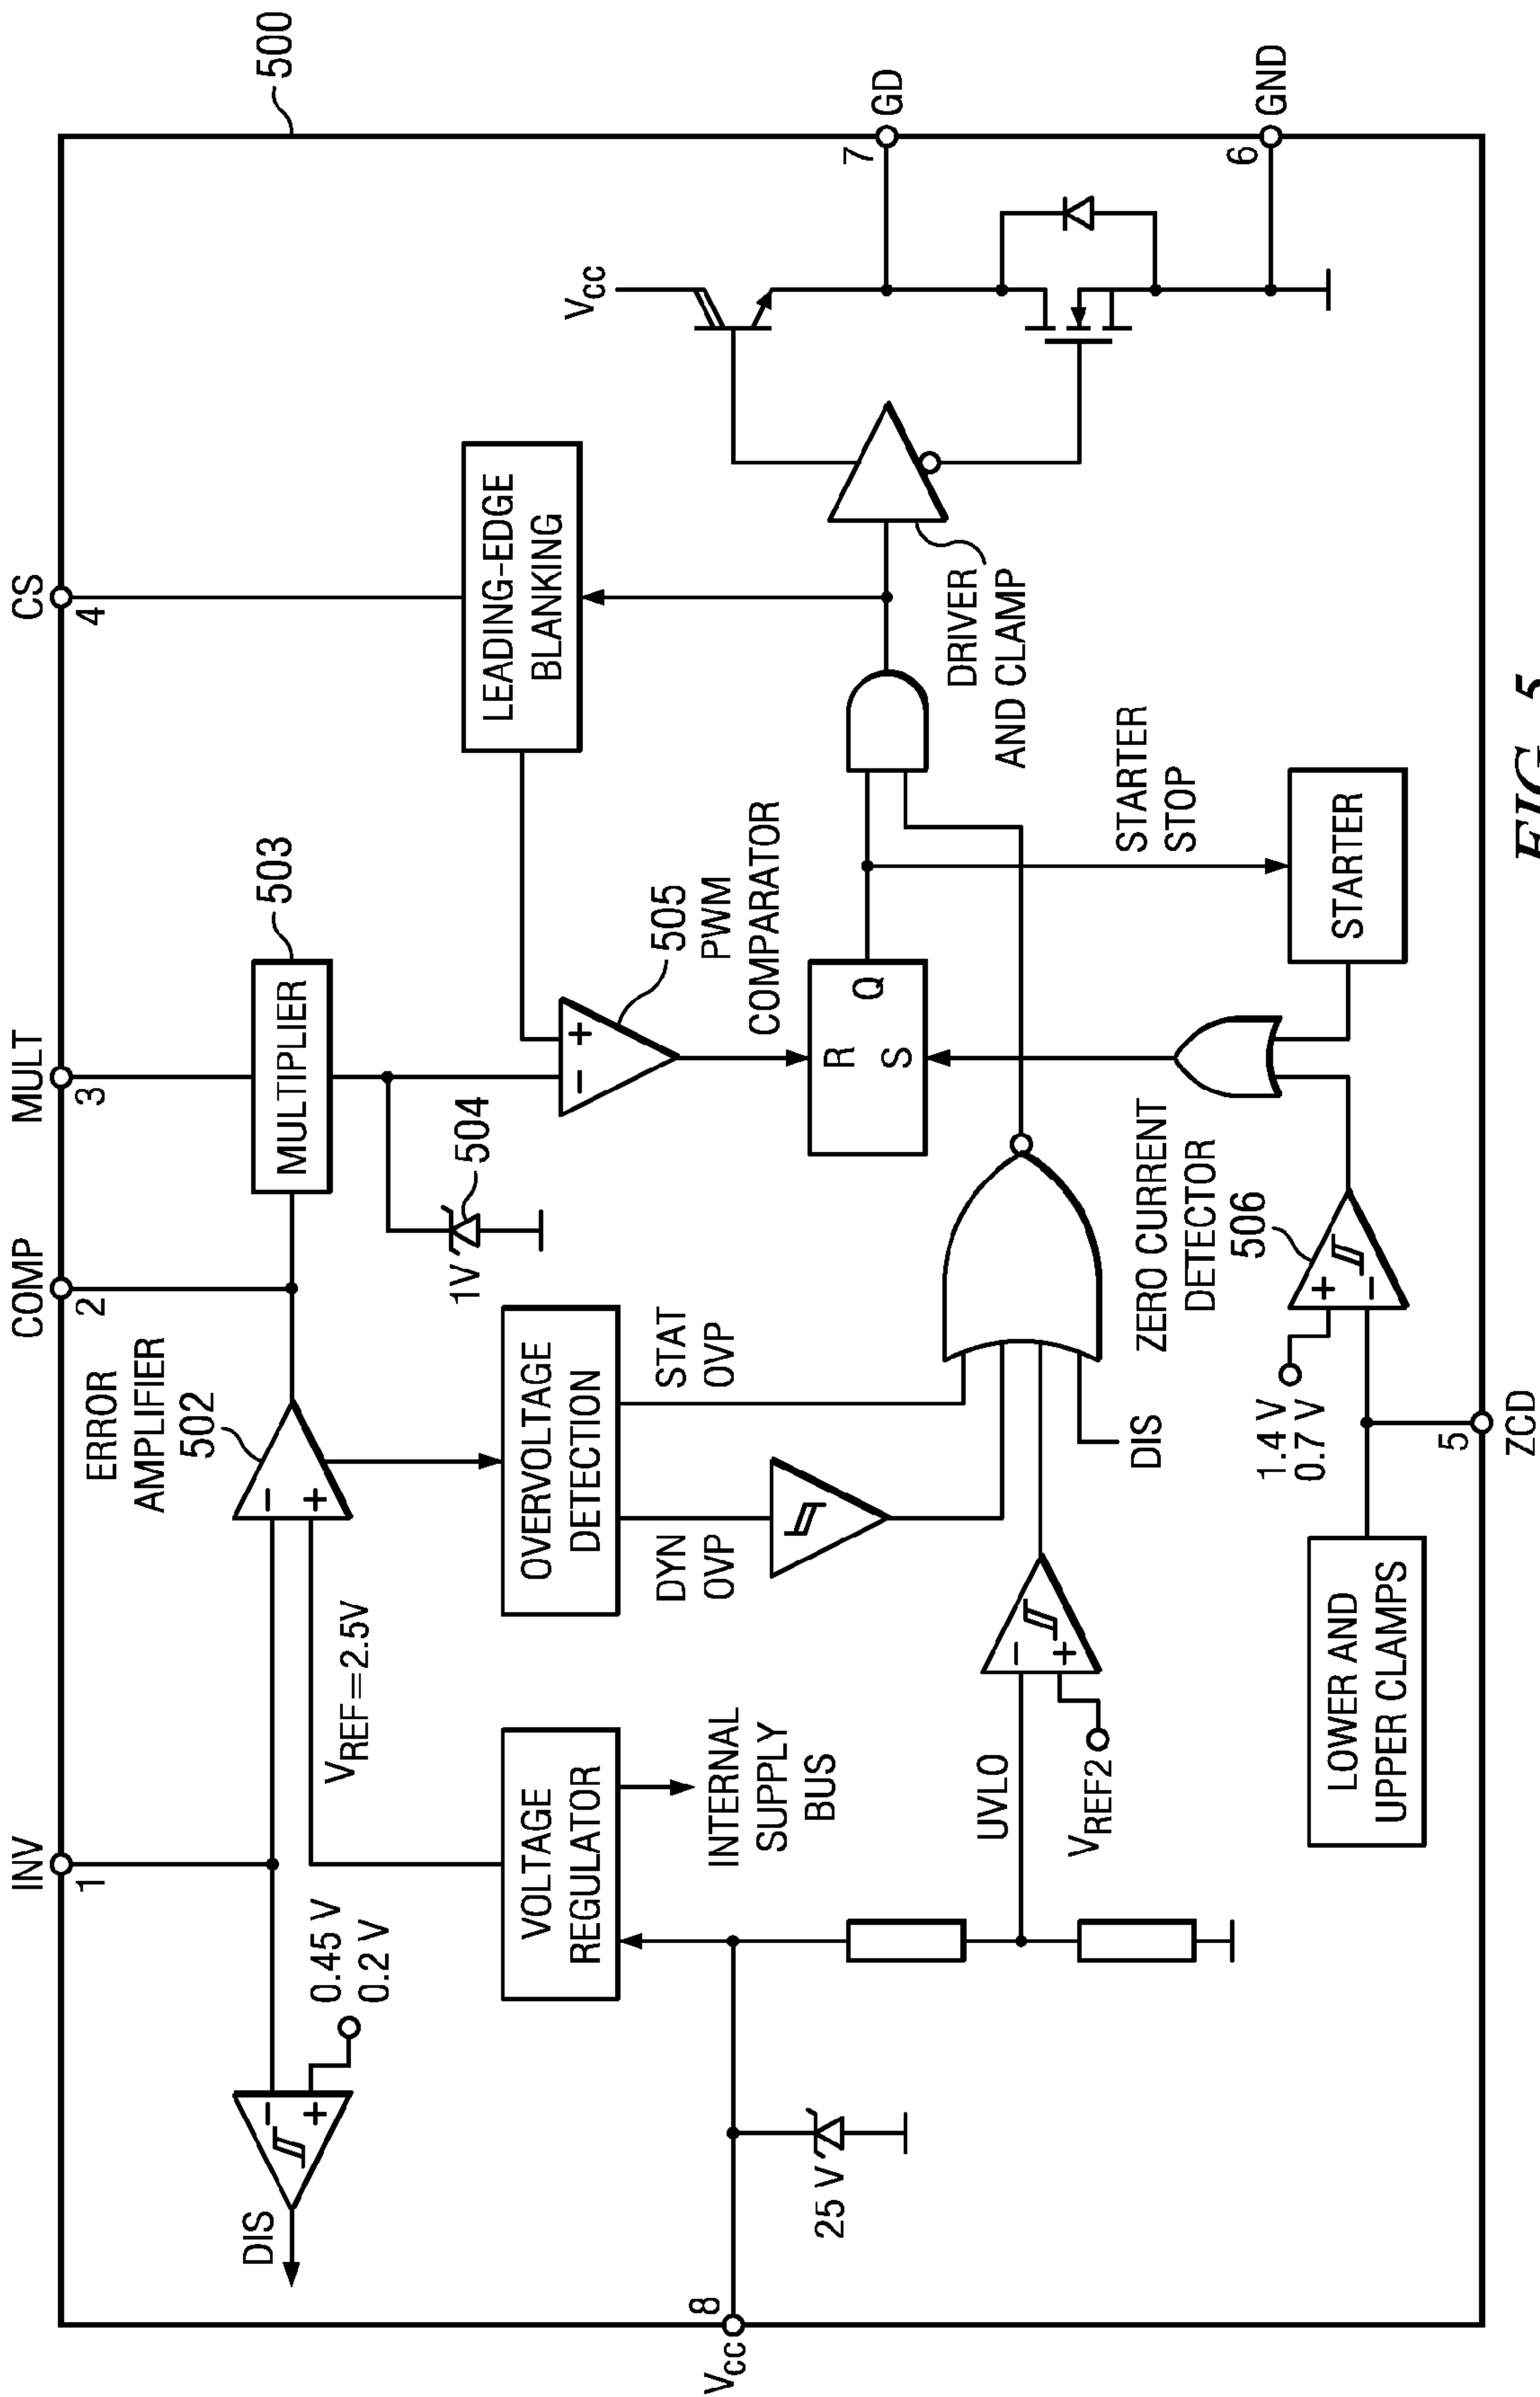 500
INV
1
COMP
2
MULT
3
CS
4
ERROR
AMPLIFIER
502
503
MULTIPLIER
LEADING-EDGE
BLANKING
DIS
0.45 V
0.2 V
VREF=2.5V
1V
504
505
PWM
COMPARATOR
VOLTAGE
REGULATOR
OVERVOLTAGE
DETECTION
INTERNAL
SUPPLY
BUS
DYN
OVP
STAT
OVP
Vcc
8
VCC
25 V
7
GD
R
Q
S
DRIVER
AND CLAMP
UVLO
VREF2
DIS
ZERO CURRENT
DETECTOR
506
STARTER
STOP
STARTER
1.4 V
0.7 V
LOWER AND
UPPER CLAMPS
6
GND
5
ZCD
FIG. 5